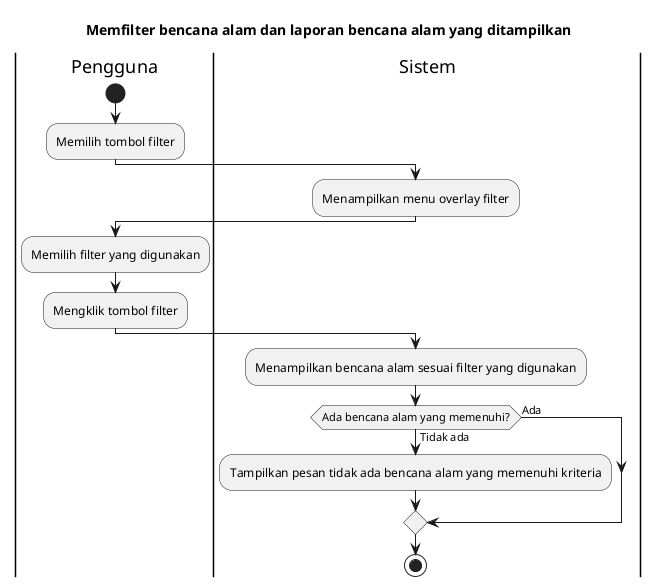 Memfilter bencana alam dan laporan bencana alam yang ditampilkan
Pengguna
Sistem
Memilih tombol filter
Menampilkan menu overlay filter
Memilih filter yang digunakan
Mengklik tombol filter
Menampilkan bencana alam sesuai filter yang digunakan
Ada bencana alam yang memenuhi?
Ada
Tidak ada
Tampilkan pesan tidak ada bencana alam yang memenuhi kriteria